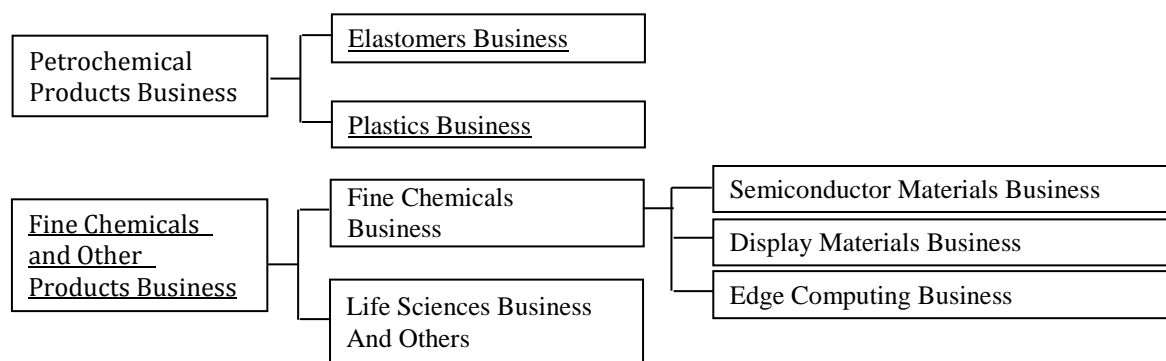 Petrochemical
Products Business
Elastomers Business
Plastics Business
Fine Chemicals
and Other
Products Business
Fine Chemicals
Business
Life Sciences Business
And Others
Semiconductor Materials Business
Display Materials Business
Edge Computing Business